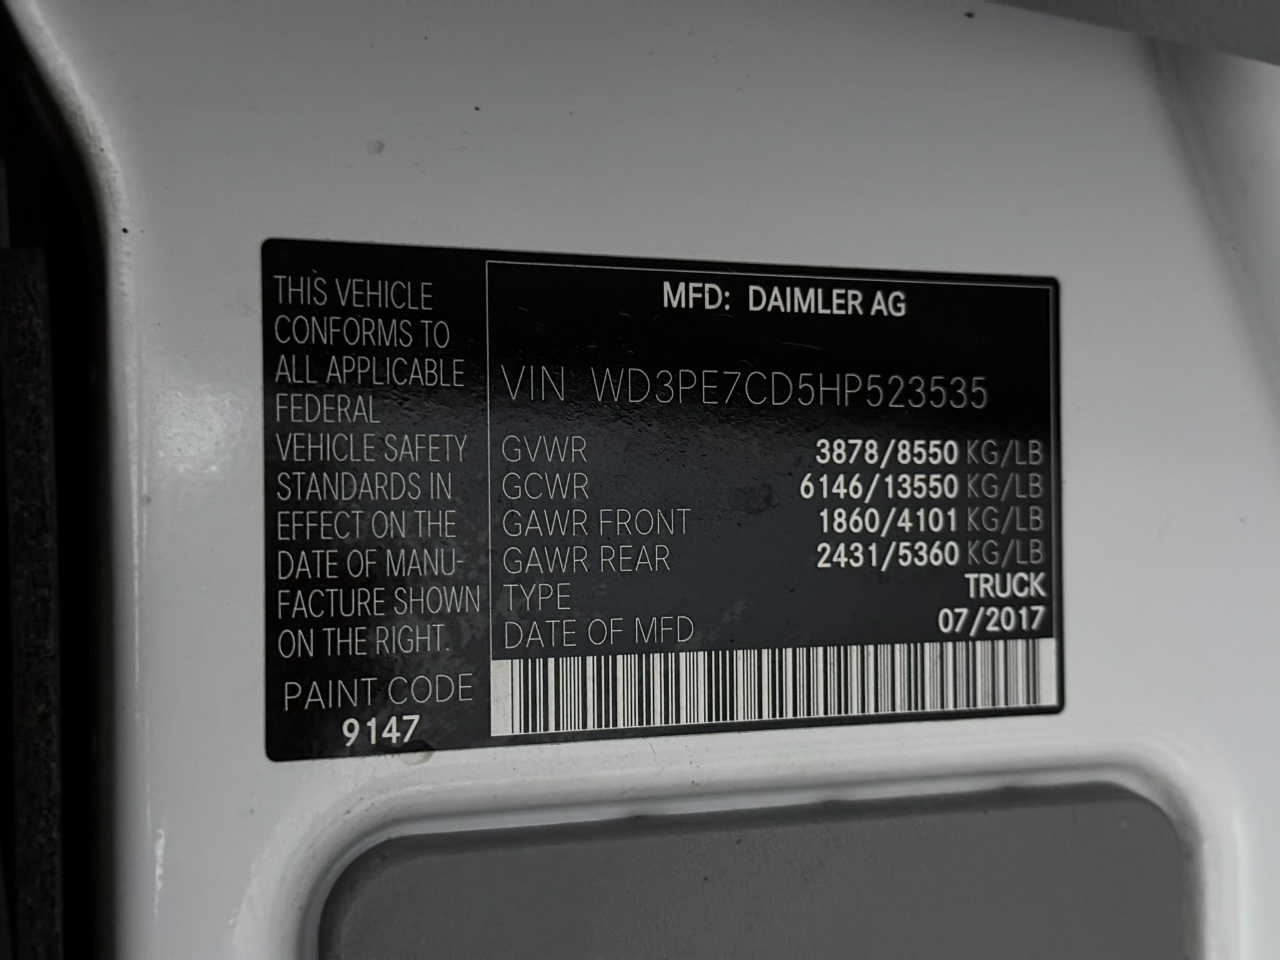 THIS VEHICLE
CONFORMS TO
ALL APPLICABLE
FEDERAL
VEHICLE SAFETY
STANDARDS IN
EFFECT ON THE
DATE OF MANU-
FACTURE SHOWN
ON THE RIGHT.
PAINT CODE
9147
MFD: DAIMLER AG
VIN WD3PE7CD5HP523535
GVWR 3878/8550 KG/LB
GCWR 6146/13550 KG/LB
GAWR FRONT 1860/4101 KG/LB
GAWR REAR 2431/5360 KG/LB
TYPE TRUCK
DATE OF MFD 07/2017